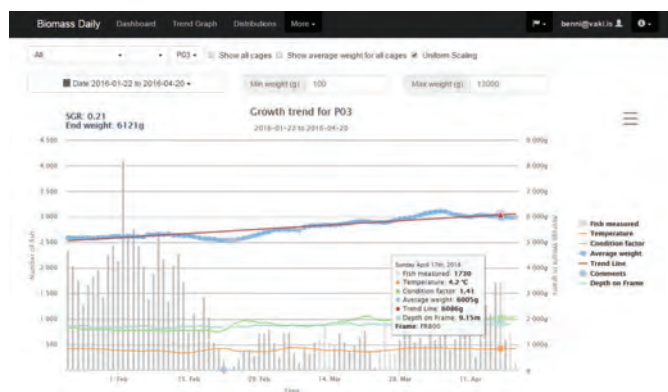 Biomass Daily Dashboard Trend Graph Distributions More benni@vaki.is
All P03 Show all cages Show average weight for all cages Uniform Scaling
Date 2016-01-22 to 2016-04-20 Min weight (g) 100 Max weight (g) 13000
SGR: 0.21
End weight: 6121g
Growth trend for P03
2016-01-22 to 2016-04-20
4 500 9 000g
4 000 8 000g
3 500 7 000g
3 000 6 000g
2 500 5 000g
2 000 4 000g
1 500 3 000g
1 000 2 000g
500 1 000g
Number of fish
Average Weight in grams
Fish measured
Temperature
Condition factor
Average weight
Trend Line
Comments
Depth on Frame
Sunday April 17th, 2016
Fish measured: 1730
Temperature: 4.2 °C
Condition factor: 1.41
Average weight: 6005g
Trend Line: 6086g
Depth on Frame: 9.15m
Frame: FR800
1. Feb 15. Feb 29. Feb 14. Mar 28. Mar 11. Apr
Time